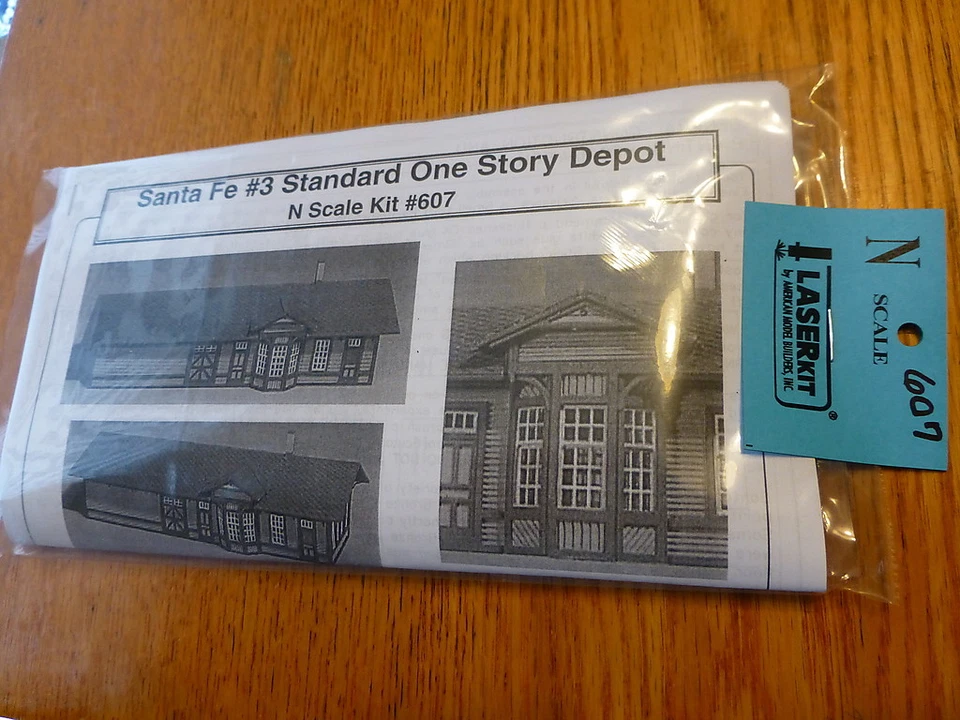 Santa Fe #3 Standard One Story Depot
N Scale Kit #607
N
SCALE
607
LASERKIT®
by AMERICAN MODEL BUILDERS, INC.